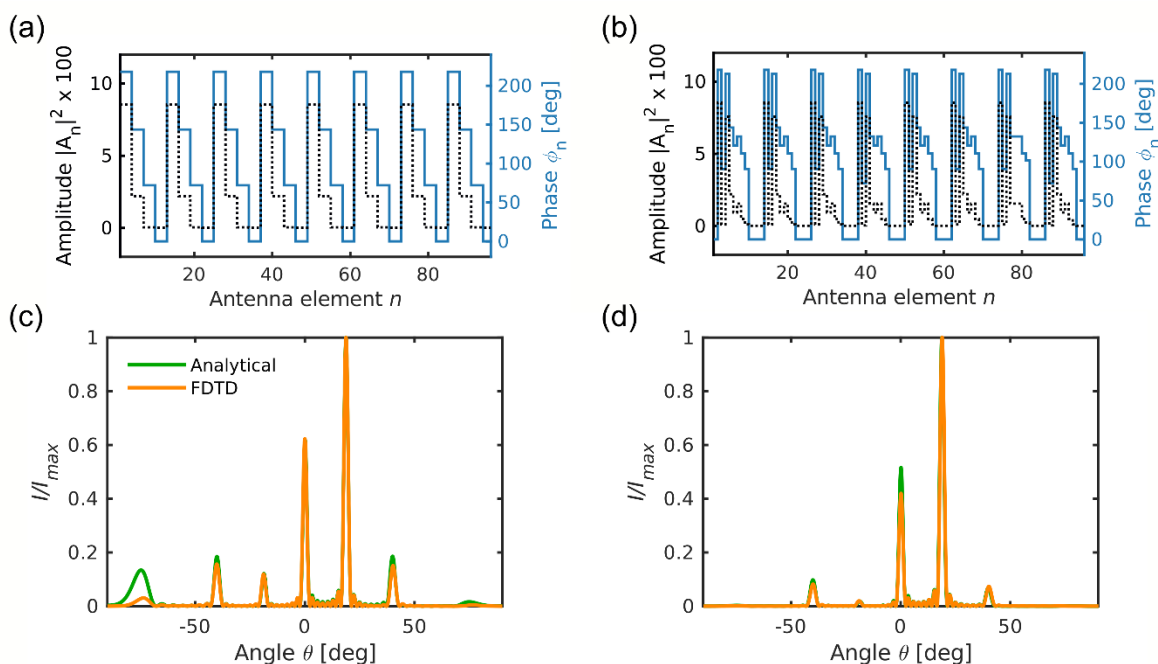 (a)
Amplitude |A_n|^2 x 100
10
5
0
200
150
100
50
0
Phase ϕ_n [deg]
20 40 60 80
Antenna element n
(b)
Amplitude |A_n|^2 x 100
10
5
0
200
150
100
50
0
Phase ϕ_n [deg]
20 40 60 80
Antenna element n
(c)
I/I_max
1
0.8
0.6
0.4
0.2
0
Analytical
FDTD
-50 0 50
Angle θ [deg]
(d)
I/I_max
1
0.8
0.6
0.4
0.2
0
-50 0 50
Angle θ [deg]